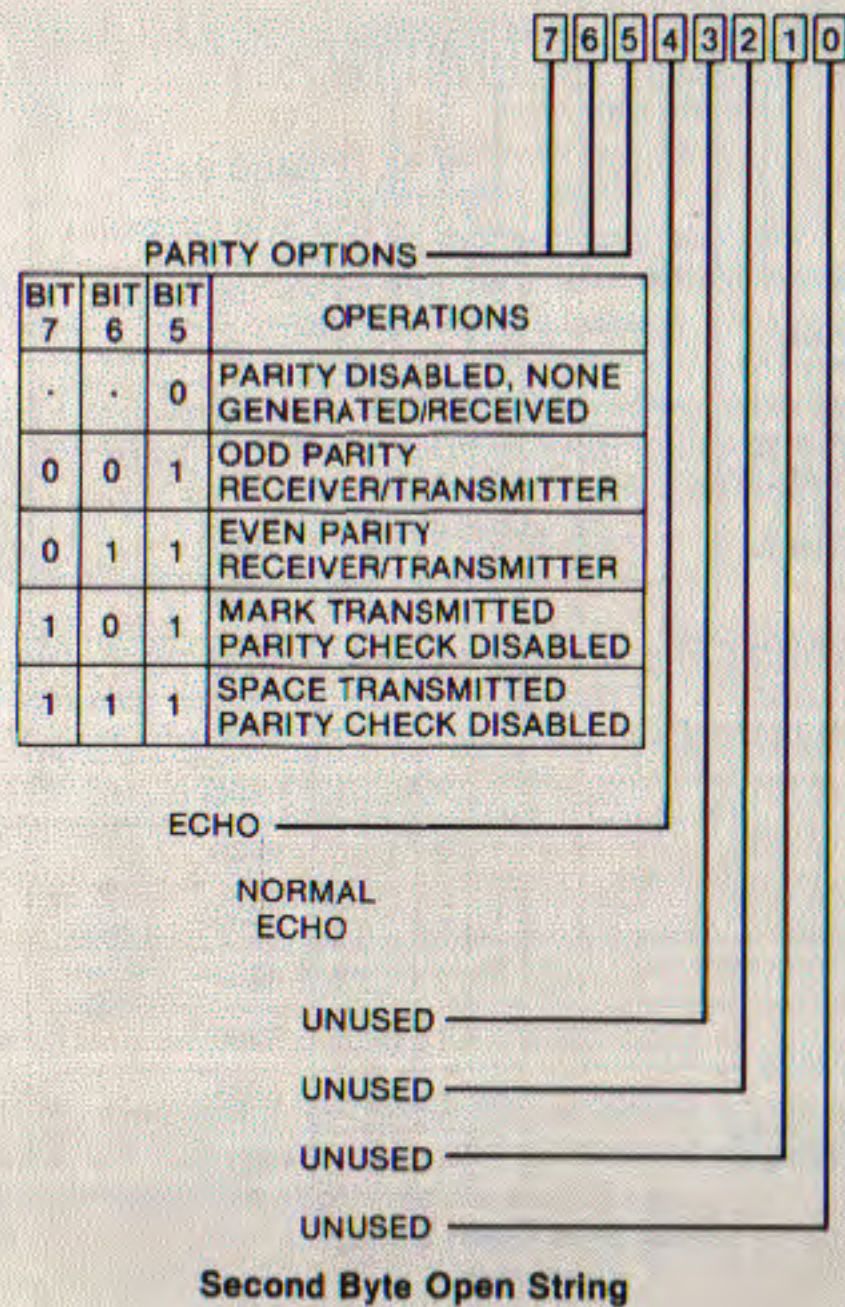 7 6 5 4 3 2 1 0
PARITY OPTIONS
BIT 7 BIT 6 BIT 5 OPERATIONS
. . 0 PARITY DISABLED, NONE
GENERATED/RECEIVED
0 0 1 ODD PARITY
RECEIVER/TRANSMITTER
0 1 1 EVEN PARITY
RECEIVER/TRANSMITTER
1 0 1 MARK TRANSMITTED
PARITY CHECK DISABLED
1 1 1 SPACE TRANSMITTED
PARITY CHECK DISABLED
ECHO
NORMAL
ECHO
UNUSED
UNUSED
UNUSED
UNUSED
Second Byte Open String